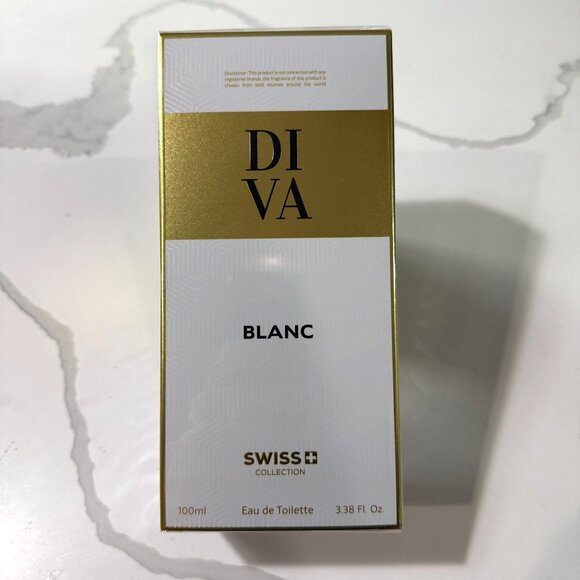 Disclaimer: This product is not connected with any
registered brands, the fragrance of this product is
chosen from best sources around the world
DI
VA
BLANC
SWISS
COLLECTION
100ml Eau de Toilette 3.38 Fl. Oz.